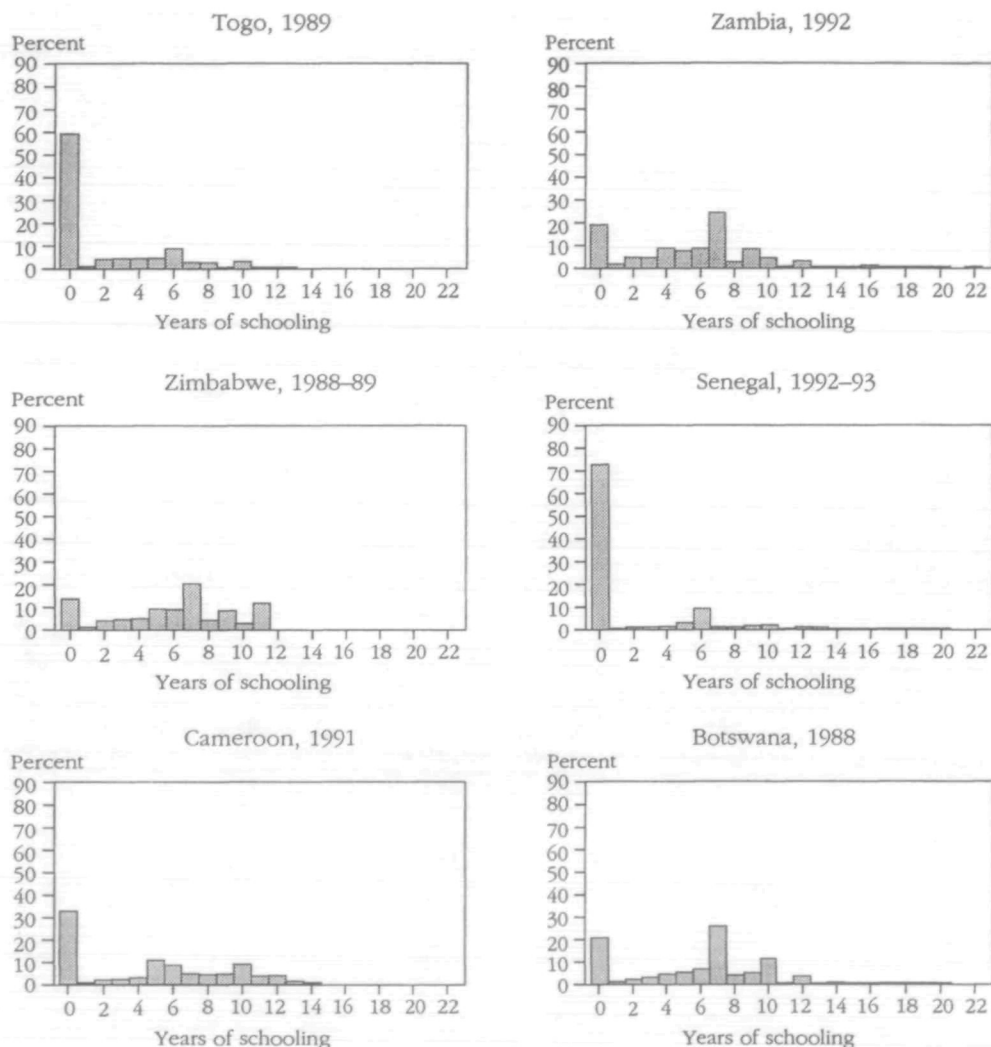 Togo, 1989
Percent
90
80
70
60
50
40
30
20
10
0
0 2 4 6 8 10 12 14 16 18 20 22
Years of schooling
Zambia, 1992
Percent
90
80
70
60
50
40
30
20
10
0
0 2 4 6 8 10 12 14 16 18 20 22
Years of schooling
Zimbabwe, 1988–89
Percent
90
80
70
60
50
40
30
20
10
0
0 2 4 6 8 10 12 14 16 18 20 22
Years of schooling
Senegal, 1992–93
Percent
90
80
70
60
50
40
30
20
10
0
0 2 4 6 8 10 12 14 16 18 20 22
Years of schooling
Cameroon, 1991
Percent
90
80
70
60
50
40
30
20
10
0
0 2 4 6 8 10 12 14 16 18 20 22
Years of schooling
Botswana, 1988
Percent
90
80
70
60
50
40
30
20
10
0
0 2 4 6 8 10 12 14 16 18 20 22
Years of schooling